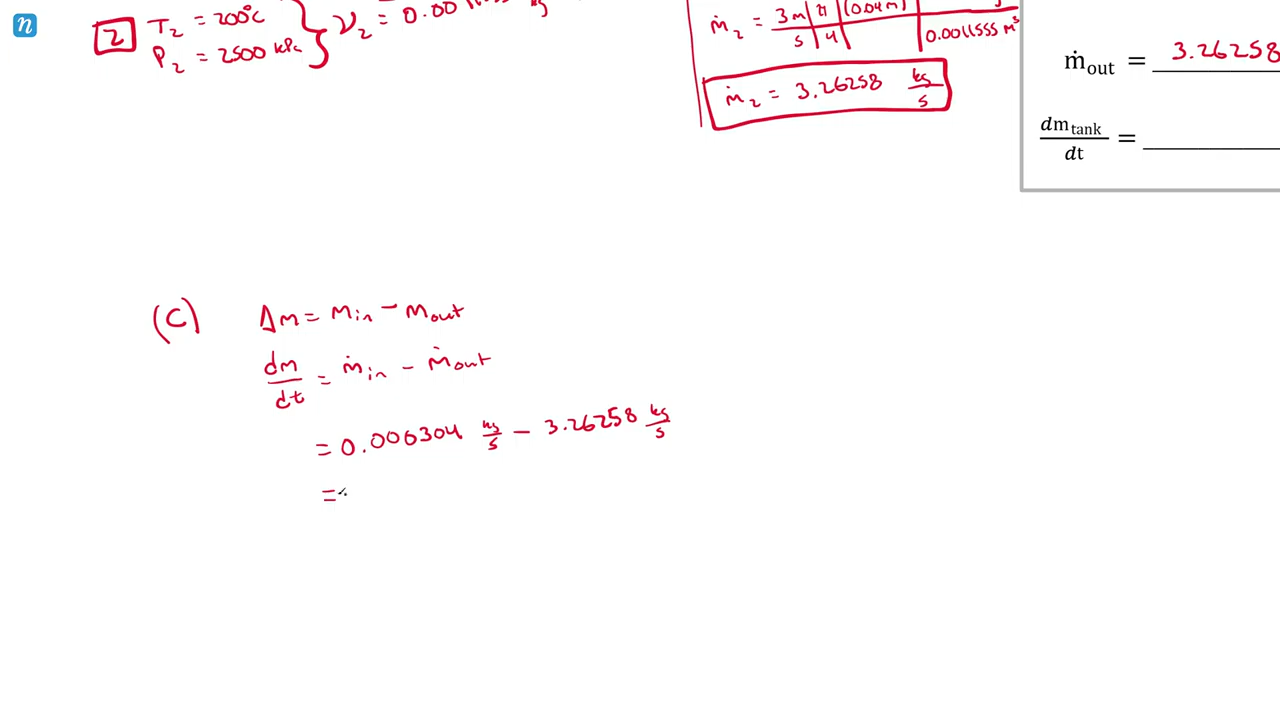 n
2 T₂ = 200°C
P₂ = 2500 kPa
ν₂ = 0.00
ṁ₂ = 3m π (0.04m)
s 4 0.0011555 m³
ṁ₂ = 3.26258 kg/s
ṁout = 3.26258
dmtank/dt =
(C) Δm = min − mout
dm/dt = ṁin − ṁout
= 0.006304 kg/s − 3.26258 kg/s
=